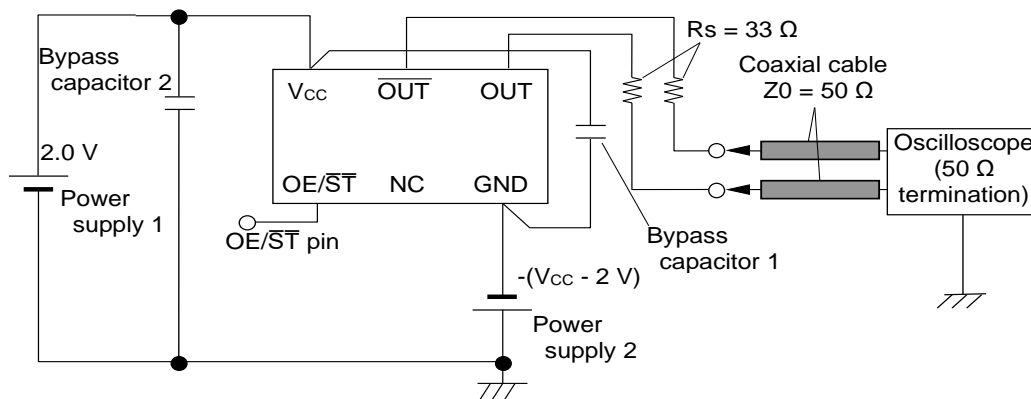 Rs = 33 Ω
Bypass
capacitor 2
Coaxial cable
Z0 = 50 Ω
VCC
OUT
OUT
2.0 V
Oscilloscope
(50 Ω
termination)
OE/ST
NC
GND
Power
supply 1
OE/ST pin
Bypass
capacitor 1
-(VCC - 2 V)
Power
supply 2